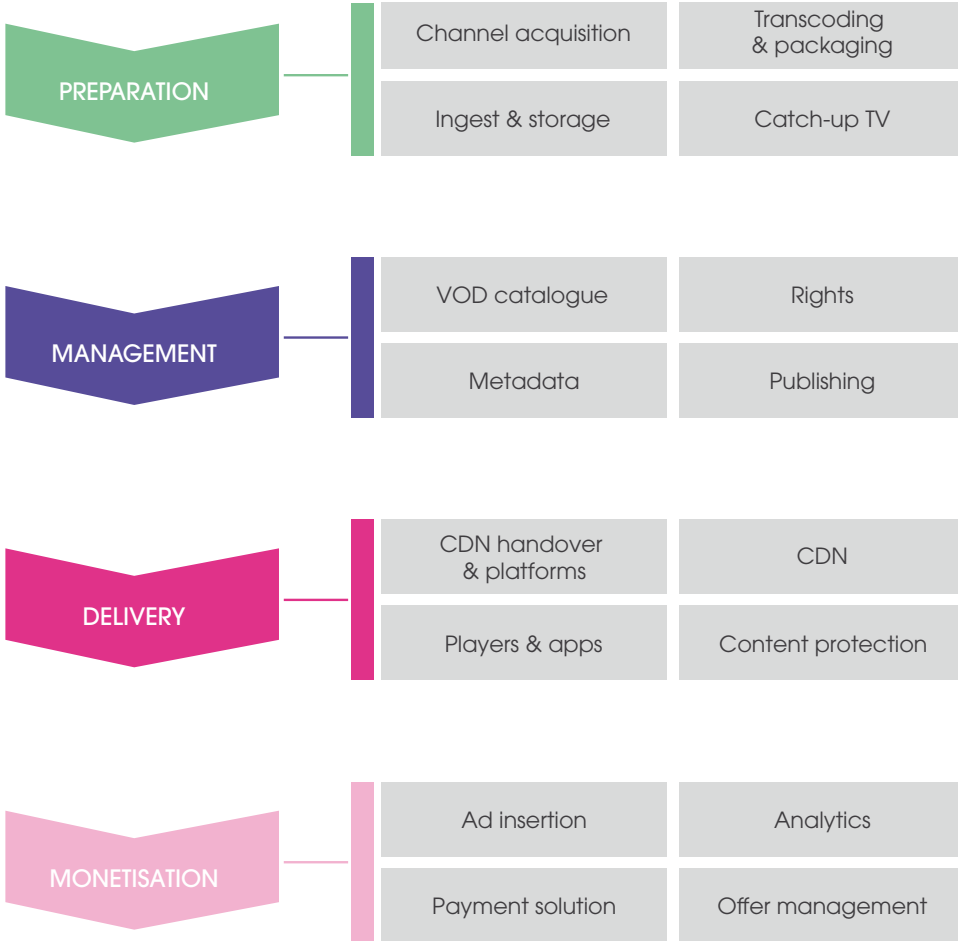 PREPARATION
Channel acquisition
Transcoding
& packaging
Ingest & storage
Catch-up TV
MANAGEMENT
VOD catalogue
Rights
Metadata
Publishing
DELIVERY
CDN handover
& platforms
CDN
Players & apps
Content protection
MONETISATION
Ad insertion
Analytics
Payment solution
Offer management